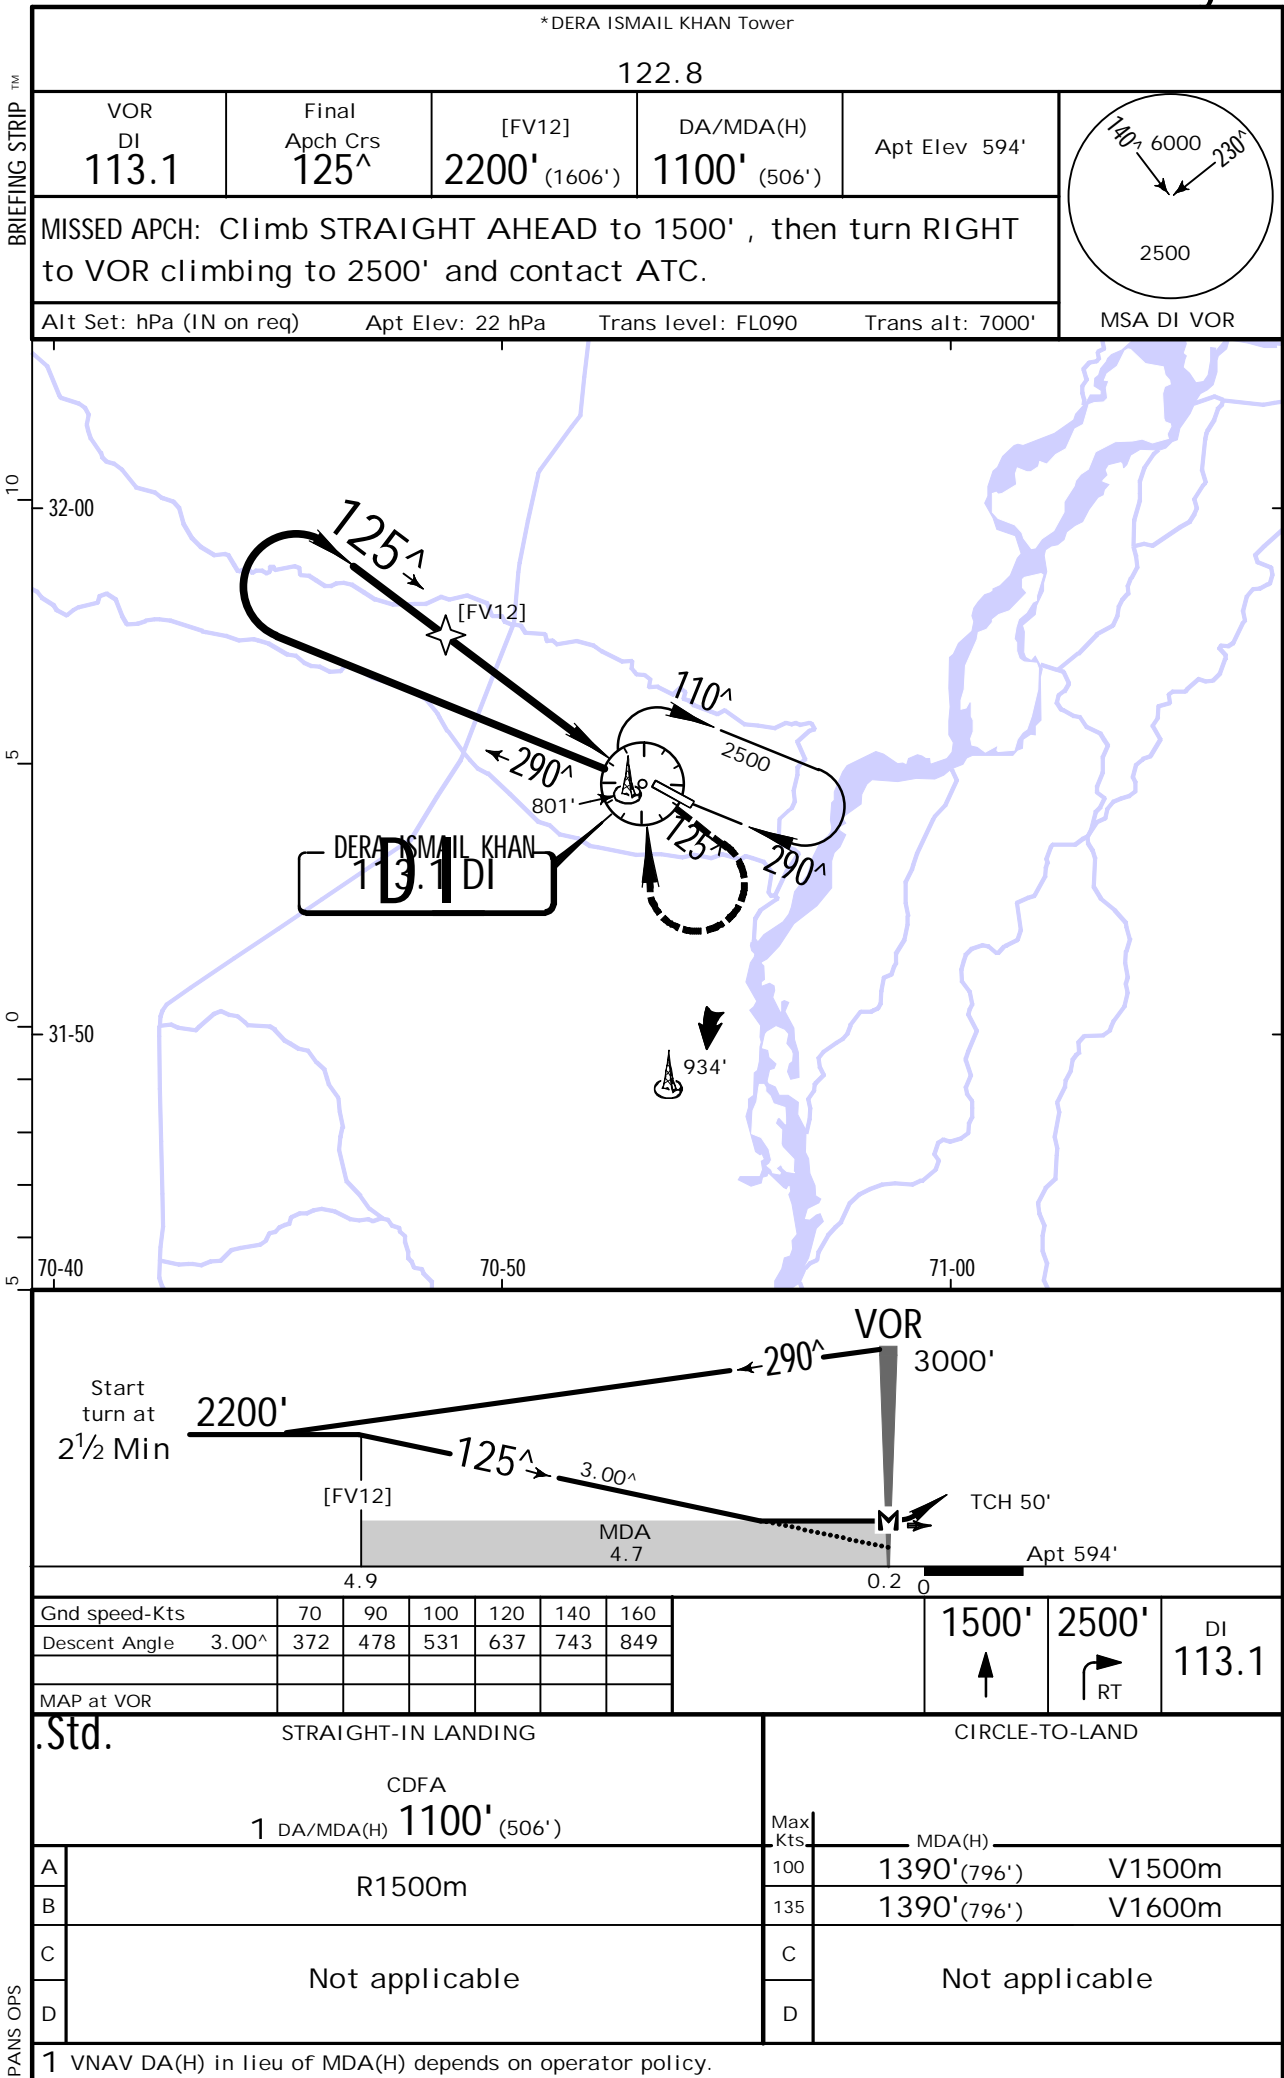 *DERA ISMAIL KHAN Tower
122.8
BRIEFING STRIP TM
VOR
DI
113.1
Final
Apch Crs
125^
[FV12]
2200' (1606')
DA/MDA(H)
1100' (506')
Apt Elev 594'
MISSED APCH: Climb STRAIGHT AHEAD to 1500' , then turn RIGHT
to VOR climbing to 2500' and contact ATC.
Alt Set: hPa (IN on req) Apt Elev: 22 hPa Trans level: FL090 Trans alt: 7000'
140^ 6000 230^
2500
MSA DI VOR
10
32-00
125^
[FV12]
110^
2500
5
290^
801'
125^
290^
DERA ISMAIL KHAN
113.1 DI
DI
0
31-50
934'
5
70-40
70-50
71-00
VOR
3000'
290^
Start
turn at
2½ Min
2200'
125^
3.00^
[FV12]
TCH 50'
M
MDA
4.7
Apt 594'
4.9
0.2
0
Gnd speed-Kts 70 90 100 120 140 160
Descent Angle 3.00^ 372 478 531 637 743 849
MAP at VOR
1500'
2500'
RT
DI
113.1
.Std.
STRAIGHT-IN LANDING
CIRCLE-TO-LAND
CDFA
1 DA/MDA(H) 1100' (506')
Max
Kts
MDA(H)
A
B
R1500m
100 1390'(796') V1500m
135 1390'(796') V1600m
C
D
Not applicable
C
D
Not applicable
PANS OPS
1 VNAV DA(H) in lieu of MDA(H) depends on operator policy.